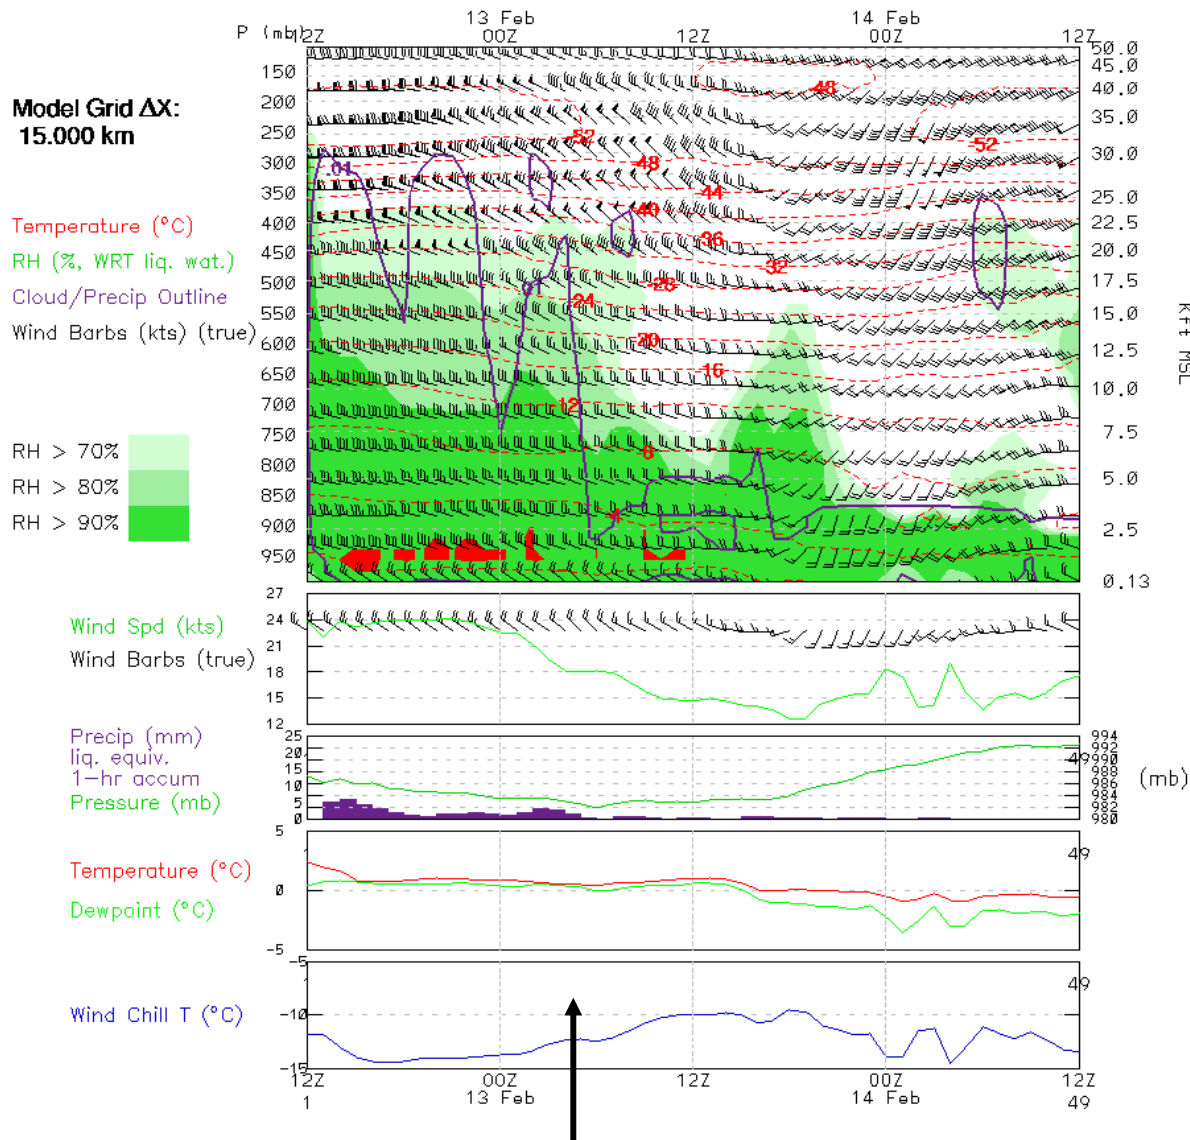 13 Feb 14 Feb
P (mb) 12Z 00Z 12Z 00Z 12Z
50.0
150 45.0
Model Grid ΔX: 200 -48 40.0
15.000 km 250 -52 -52 35.0
300 .01 -48 30.0
350 -44 25.0
Temperature (°C) 400 -40 22.5
RH (%, WRT liq. wat.) 450 -36 20.0
Cloud/Precip Outline 500 .01 -28 -32 17.5
Wind Barbs (kts) (true) 550 -24 15.0
600 -20 12.5
650 -16 10.0
Kft MSL
700 -12
RH > 70% 750 -8 7.5
RH > 80% 800 5.0
RH > 90% 850
900 -4 2.5
950
0.13
27
Wind Spd (kts) 24
Wind Barbs (true) 21
18
15
12
Precip (mm) 25 994
liq. equiv. 20 992
1-hr accum 15 49 990
Pressure (mb) 10 988 (mb)
5 986
0 984
982
980
5
Temperature (°C) 49
0
Dewpoint (°C)
-5
-5
49
Wind Chill T (°C) -10
-15
12Z 00Z 12Z 00Z 12Z
1 13 Feb 14 Feb 49